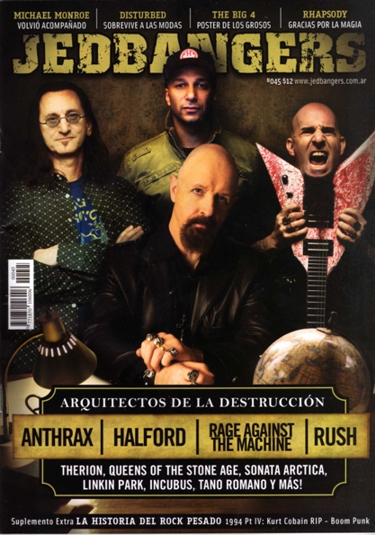 MICHAEL MONROE
VOLVIÓ ACOMPAÑADO
DISTURBED
SOBREVIVE A LAS MODAS
THE BIG 4
POSTER DE LOS GROSOS
RHAPSODY
GRACIAS POR LA MAGIA
JEDBANGERS
Nº045 $12 www.jedbangers.com.ar
ARQUITECTOS DE LA DESTRUCCIÓN
ANTHRAX
HALFORD
RAGE AGAINST
THE MACHINE
RUSH
THERION, QUEENS OF THE STONE AGE, SONATA ARCTICA,
LINKIN PARK, INCUBUS, TANO ROMANO Y MÁS!
Suplemento Extra LA HISTORIA DEL ROCK PESADO 1994 Pt IV: Kurt Cobain RIP - Boom Punk